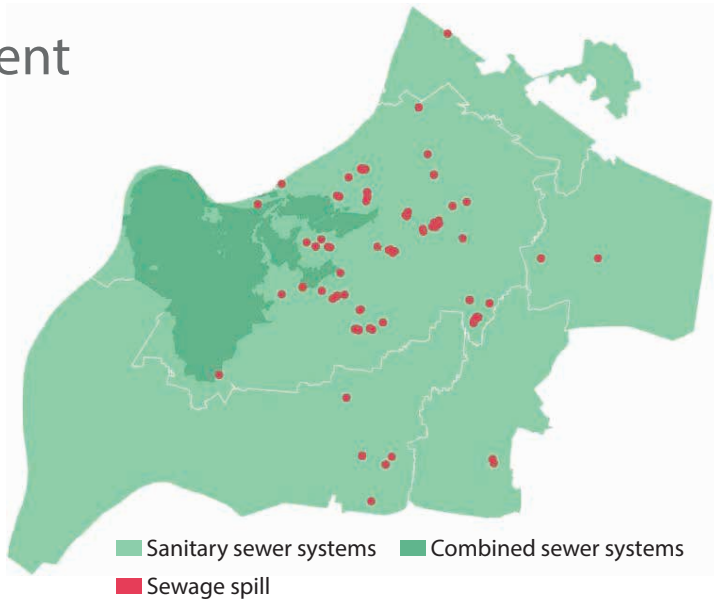 ent
Sanitary sewer systems
Combined sewer systems
Sewage spill